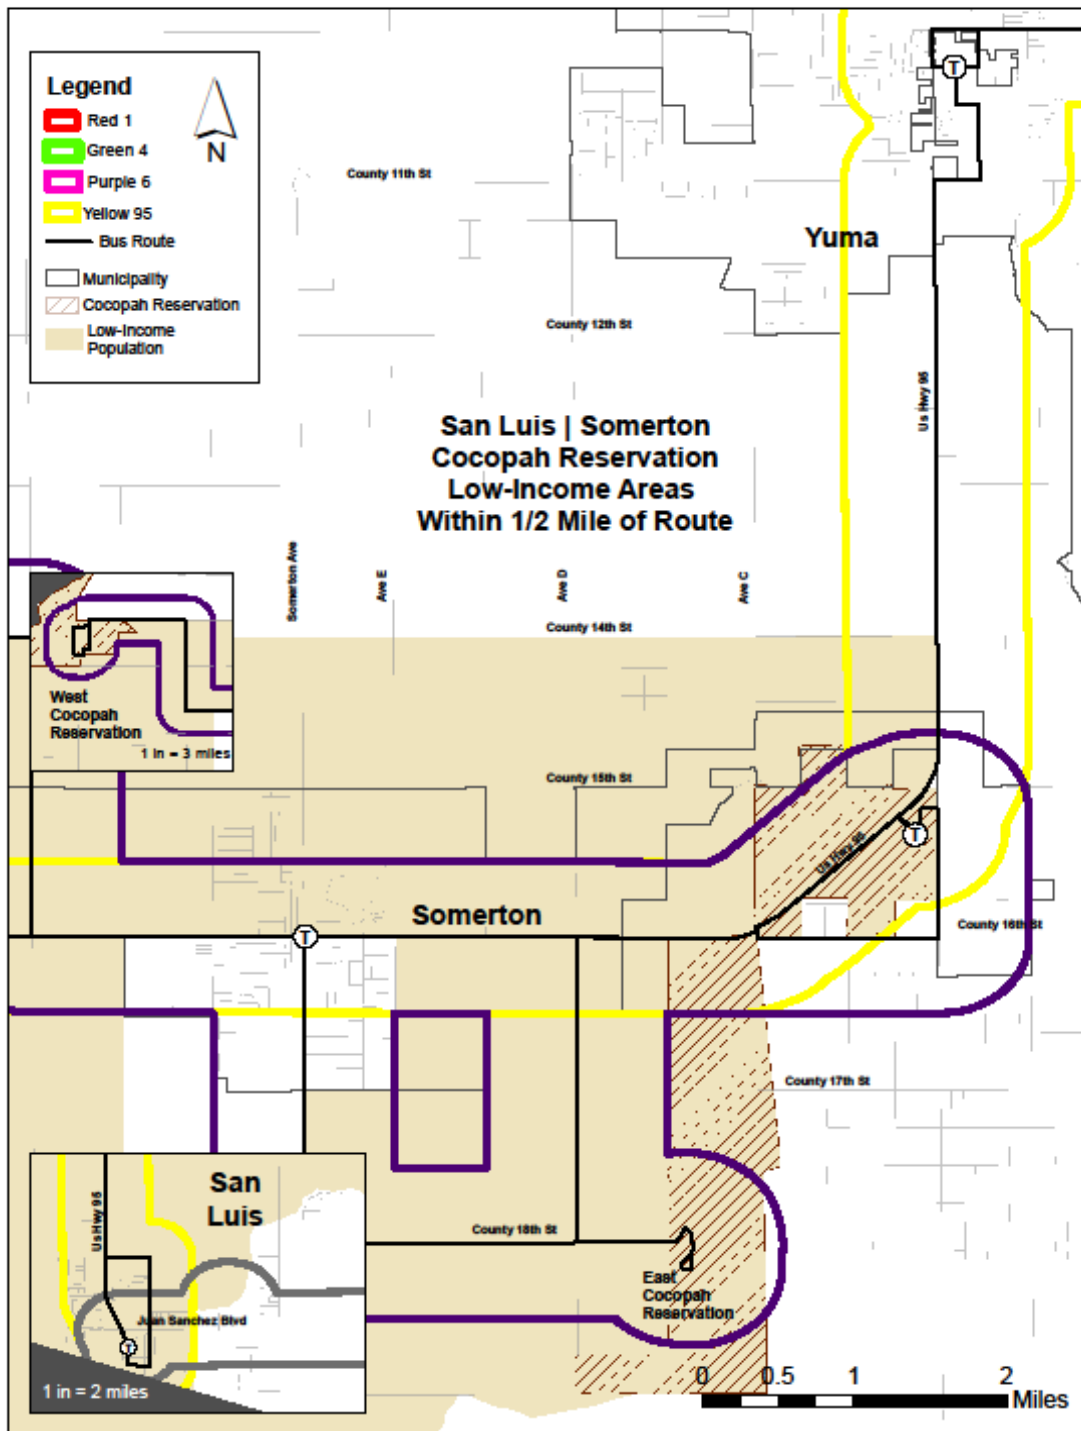 Legend
Red 1
Green 4
Purple 6
Yellow 95
Bus Route
Municipality
Cocopah Reservation
Low-Income
Population
N
T
County 11th St
Yuma
County 12th St
Us Hwy 95
San Luis | Somerton
Cocopah Reservation
Low-Income Areas
Within 1/2 Mile of Route
Somerton Ave
Ave E
Ave D
Ave C
County 14th St
West
Cocopah
Reservation
1 in = 3 miles
County 15th St
Us Hwy 95
T
Somerton
T
County 16th St
County 17th St
San
Luis
Us Hwy 95
Juan Sanchez Blvd
T
1 in = 2 miles
County 18th St
East
Cocopah
Reservation
0 0.5 1 2
Miles